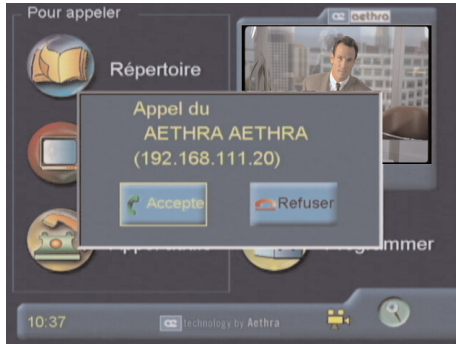 Pour appeler
aethra
Répertoire
Appel du
AETHRA AETHRA
(192.168.111.20)
Accepte
Refuser
mmer
10:37
technology by Aethra